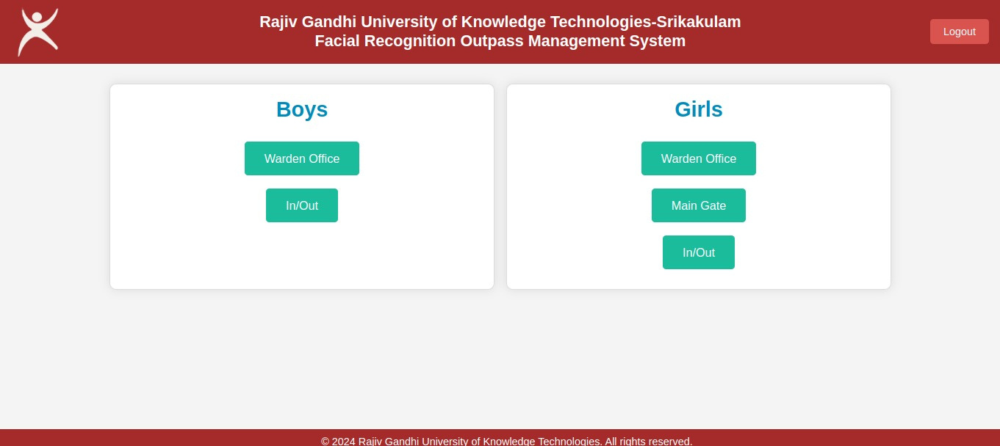 Rajiv Gandhi University of Knowledge Technologies-Srikakulam
Facial Recognition Outpass Management System
Logout
Boys
Warden Office
In/Out
Girls
Warden Office
Main Gate
In/Out
© 2024 Rajiv Gandhi University of Knowledge Technologies. All rights reserved.